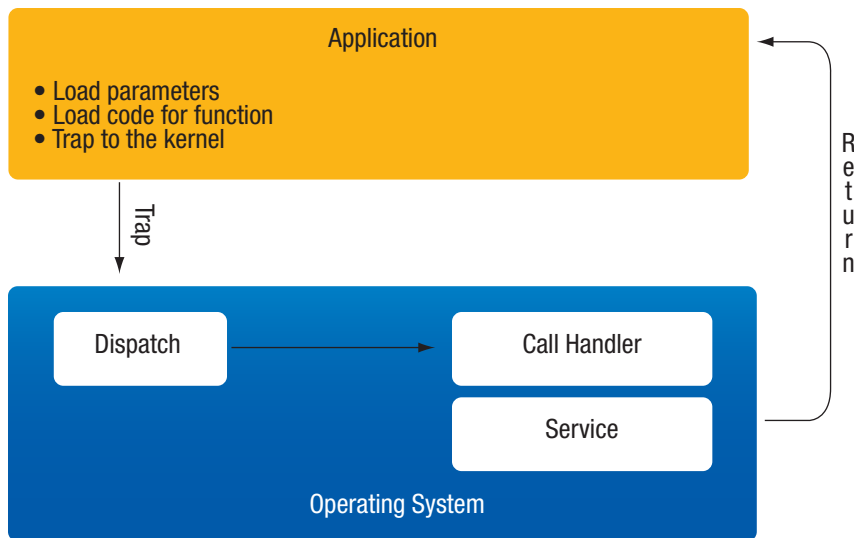 Application
• Load parameters
• Load code for function
• Trap to the kernel
Trap
Return
Dispatch
Call Handler
Service
Operating System